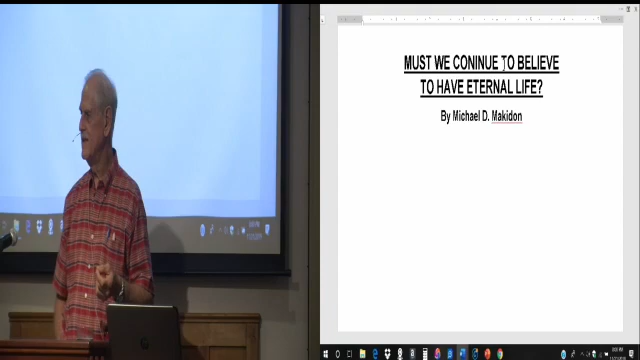 MUST WE CONINUE TO BELIEVE
TO HAVE ETERNAL LIFE?
By Michael D. Makidon